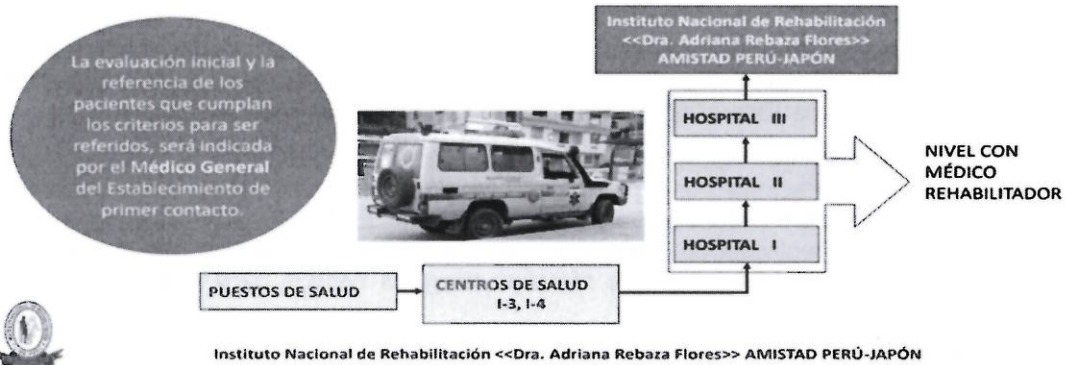 La evaluación inicial y la
referencia de los
pacientes que cumplan
los criterios para ser
referidos, será indicada
por el Médico General
del Establecimiento de
primer contacto.
Instituto Nacional de Rehabilitación
<<Dra. Adriana Rebaza Flores>>
AMISTAD PERÚ-JAPÓN
HOSPITAL III
HOSPITAL II
HOSPITAL I
NIVEL CON
MÉDICO
REHABILITADOR
PUESTOS DE SALUD
CENTROS DE SALUD
I-3, I-4
Instituto Nacional de Rehabilitación <<Dra. Adriana Rebaza Flores>> AMISTAD PERÚ-JAPÓN